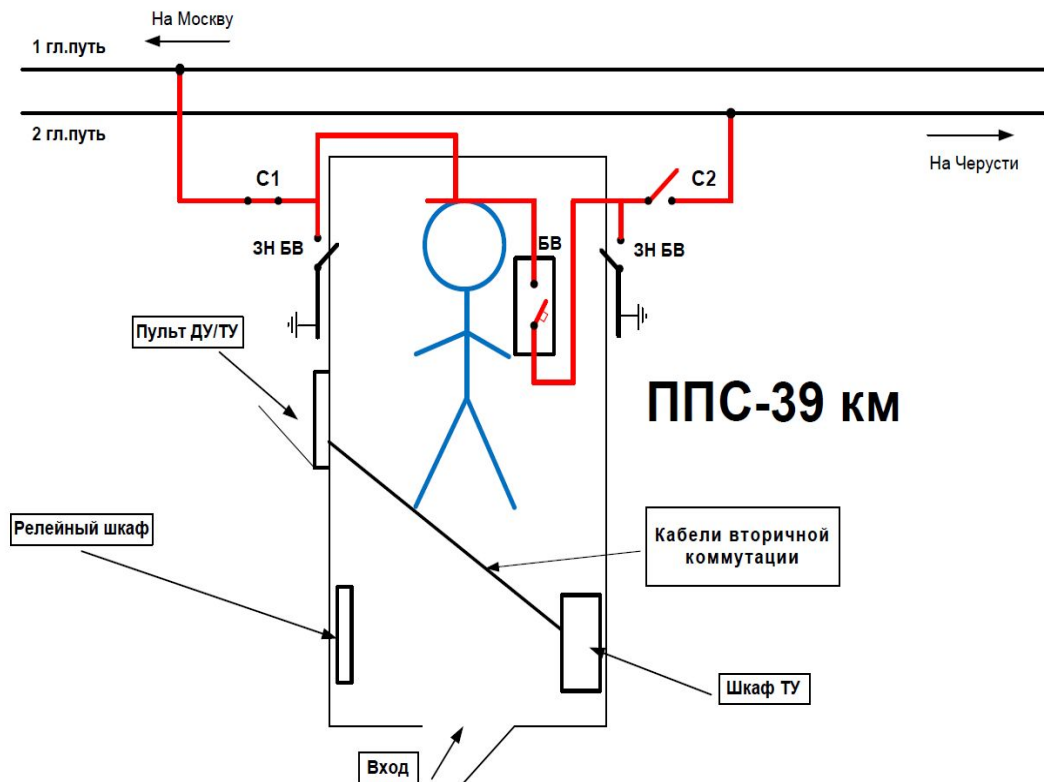 На Москву
1 гл.путь
2 гл.путь
На Черусти
С1
С2
ЗН БВ
БВ
ЗН БВ
Пульт ДУ/ТУ
ППС-39 км
Релейный шкаф
Кабели вторичной
коммутации
Шкаф ТУ
Вход